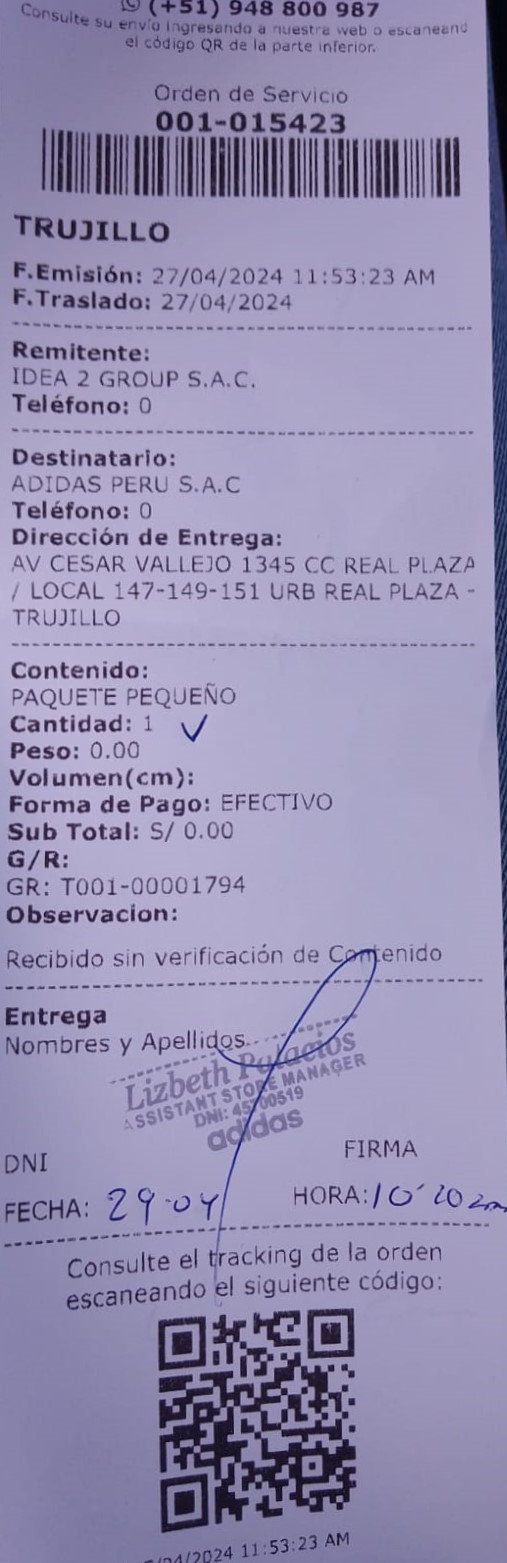 (+51) 948 800 987
Consulte su envío ingresando a nuestra web o escaneand
el código QR de la parte inferior.
Orden de Servicio
001-015423
TRUJILLO
F.Emisión: 27/04/2024 11:53:23 AM
F.Traslado: 27/04/2024
Remitente:
IDEA 2 GROUP S.A.C.
Teléfono: 0
Destinatario:
ADIDAS PERU S.A.C
Teléfono: 0
Dirección de Entrega:
AV CESAR VALLEJO 1345 CC REAL PLAZA
/ LOCAL 147-149-151 URB REAL PLAZA -
TRUJILLO
Contenido:
PAQUETE PEQUEÑO
Cantidad: 1
Peso: 0.00
Volumen(cm):
Forma de Pago: EFECTIVO
Sub Total: S/ 0.00
G/R:
GR: T001-00001794
Observacion:
Recibido sin verificación de Contenido
Entrega
Nombres y Apellidos
Lizbeth Palacios
ASSISTANT STORE MANAGER
DNI: 45700519
adidas
DNI
FIRMA
FECHA: 29-04 HORA: 10:20 am
Consulte el tracking de la orden
escaneando el siguiente código:
/04/2024 11:53:23 AM